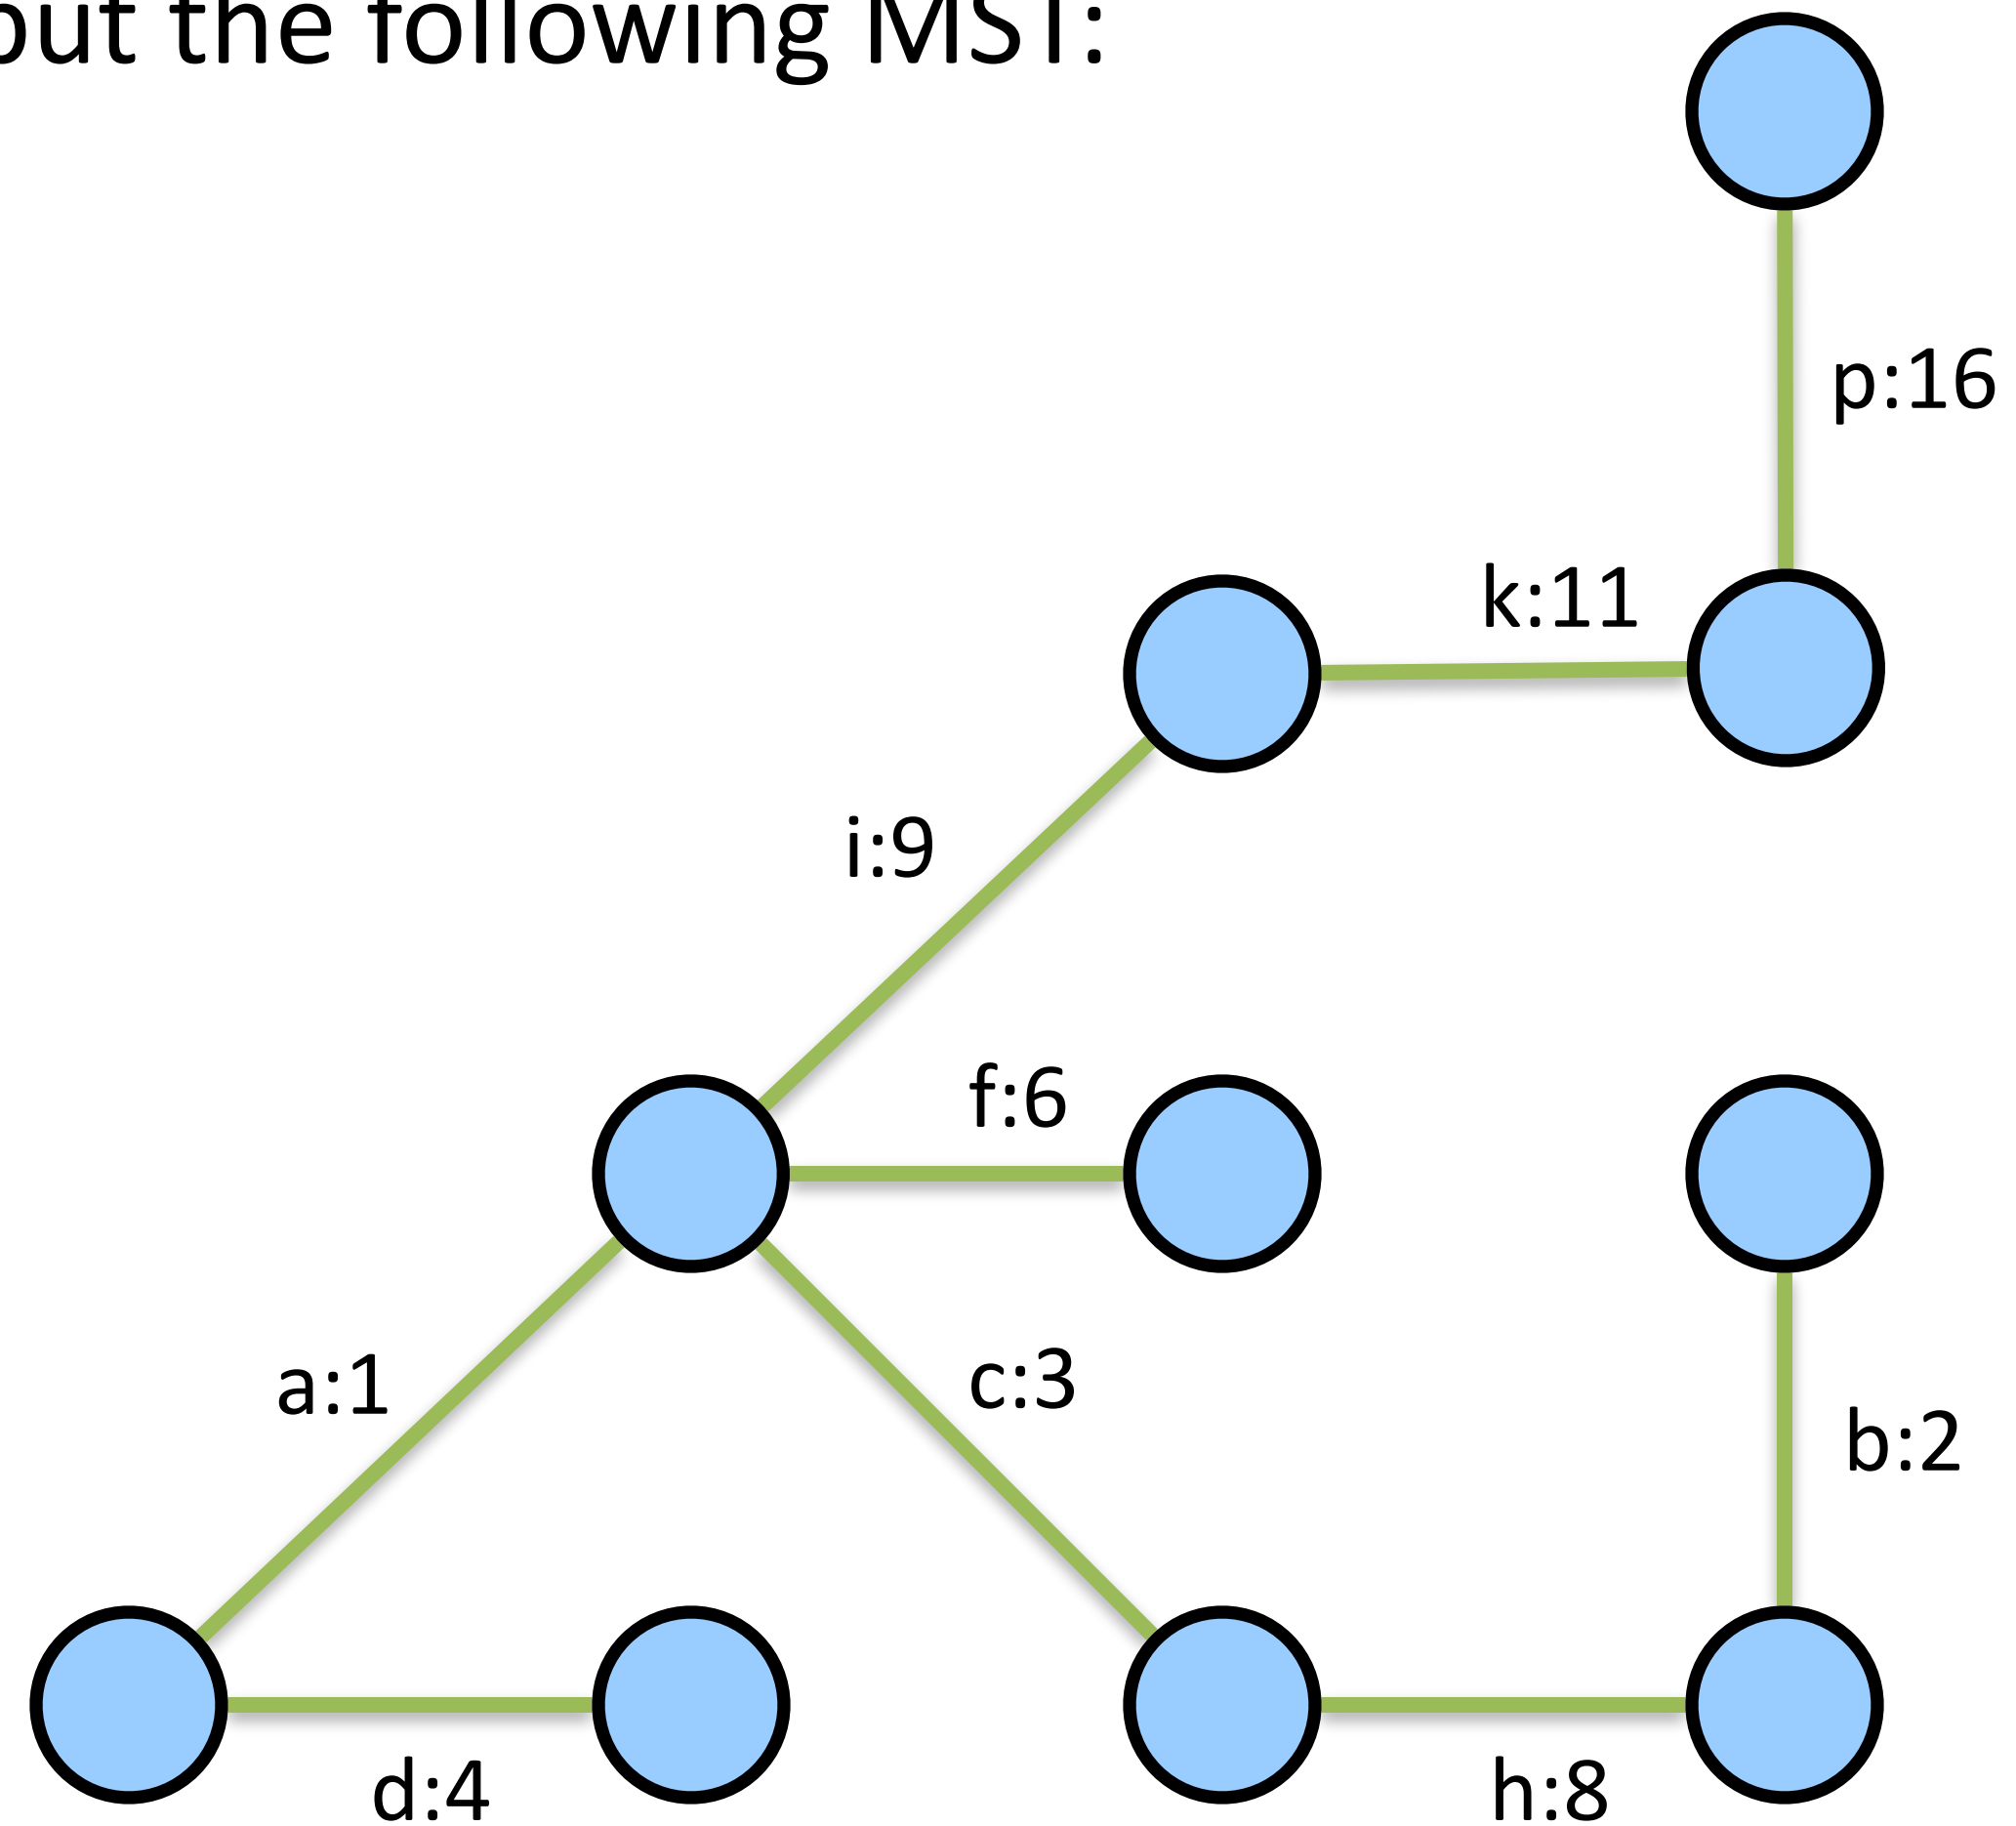 out the following MST:
p:16
k:11
i:9
f:6
a:1
c:3
b:2
d:4
h:8